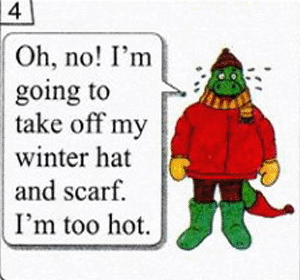 4
Oh, no! I'm
going to
take off my
winter hat
and scarf.
I'm too hot.